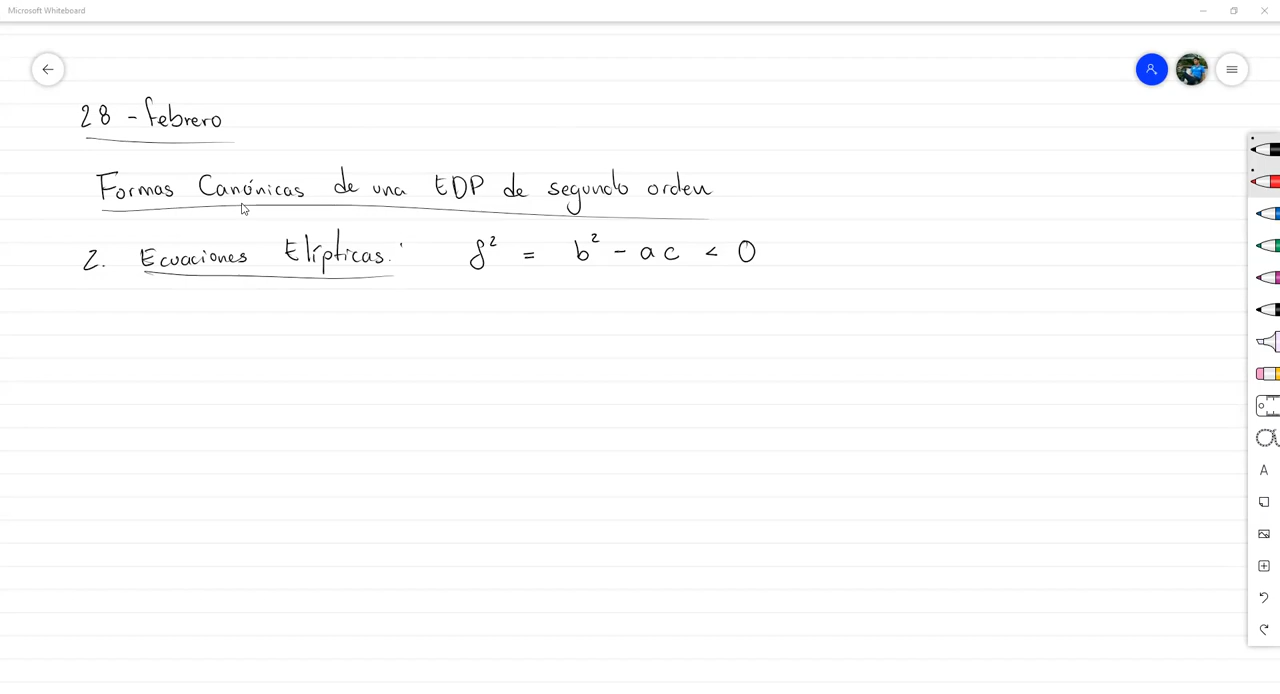 Microsoft Whiteboard
28 - febrero
Formas Canónicas de una EDP de segundo orden
2. Ecuaciones Elípticas: δ² = b² - ac < 0
A